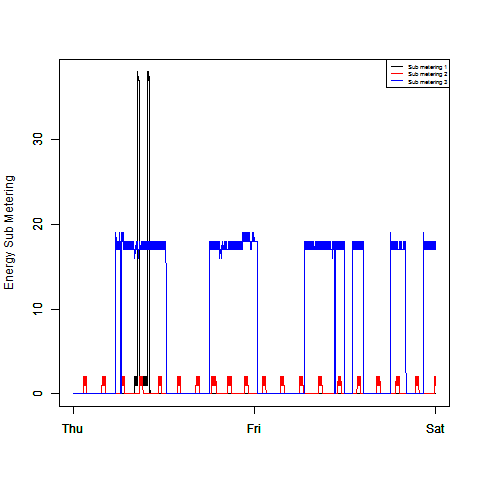 Sub metering 1
Sub metering 2
Sub metering 3
Energy Sub Metering
30
20
10
0
Thu
Fri
Sat